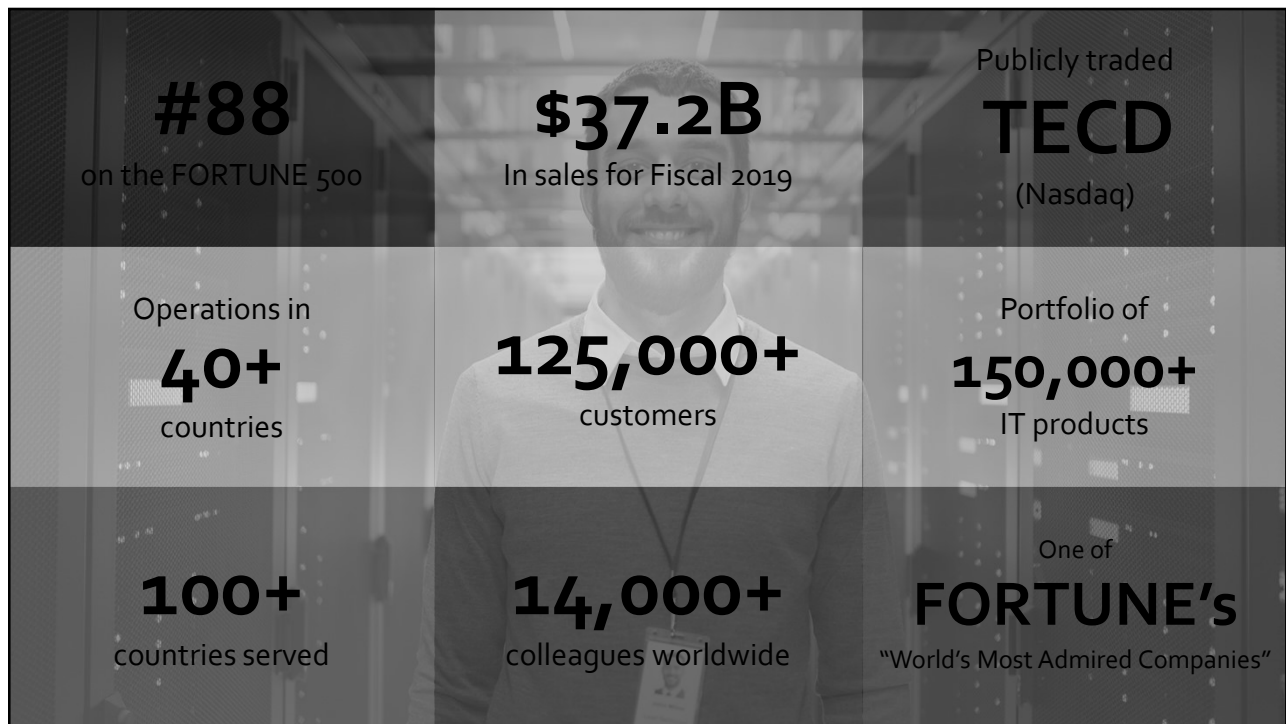 #88
on the FORTUNE 500
$37.2B
In sales for Fiscal 2019
Publicly traded
TECD
(Nasdaq)
Operations in
40+
countries
125,000+
customers
Portfolio of
150,000+
IT products
100+
countries served
14,000+
colleagues worldwide
One of
FORTUNE’s
“World’s Most Admired Companies”